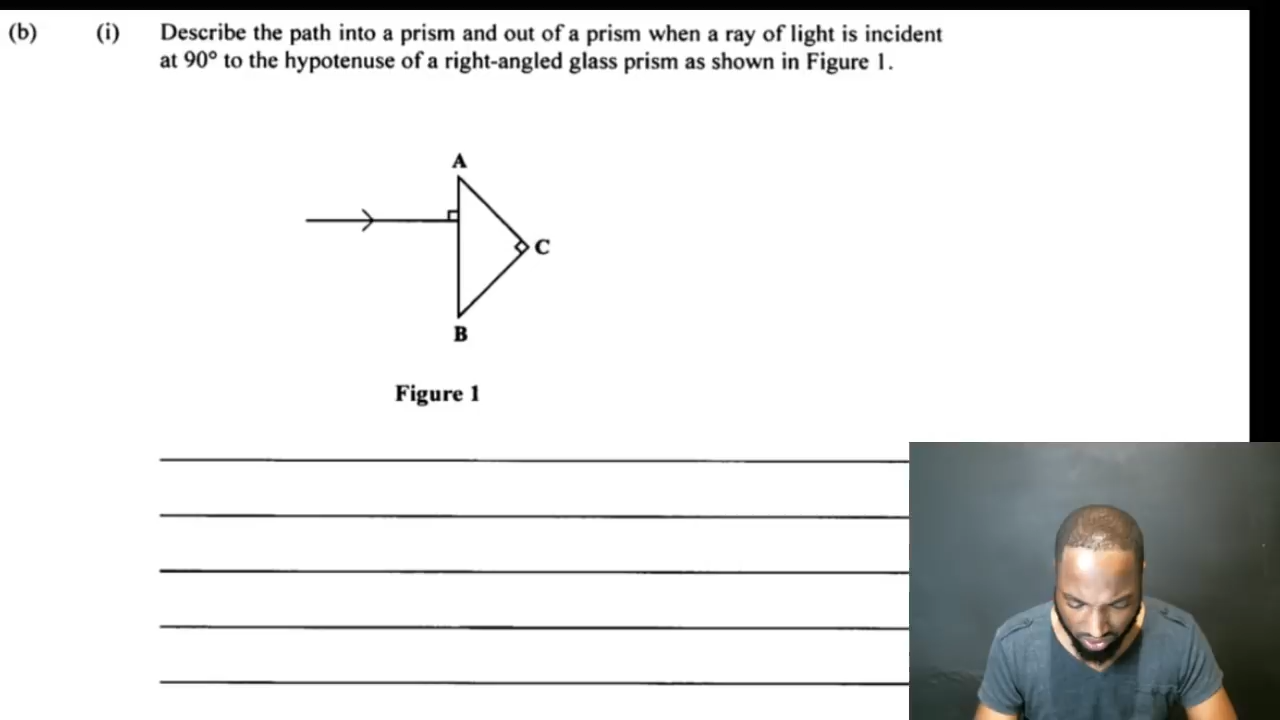 (b) (i) Describe the path into a prism and out of a prism when a ray of light is incident
at 90° to the hypotenuse of a right-angled glass prism as shown in Figure 1.
A
C
B
Figure 1